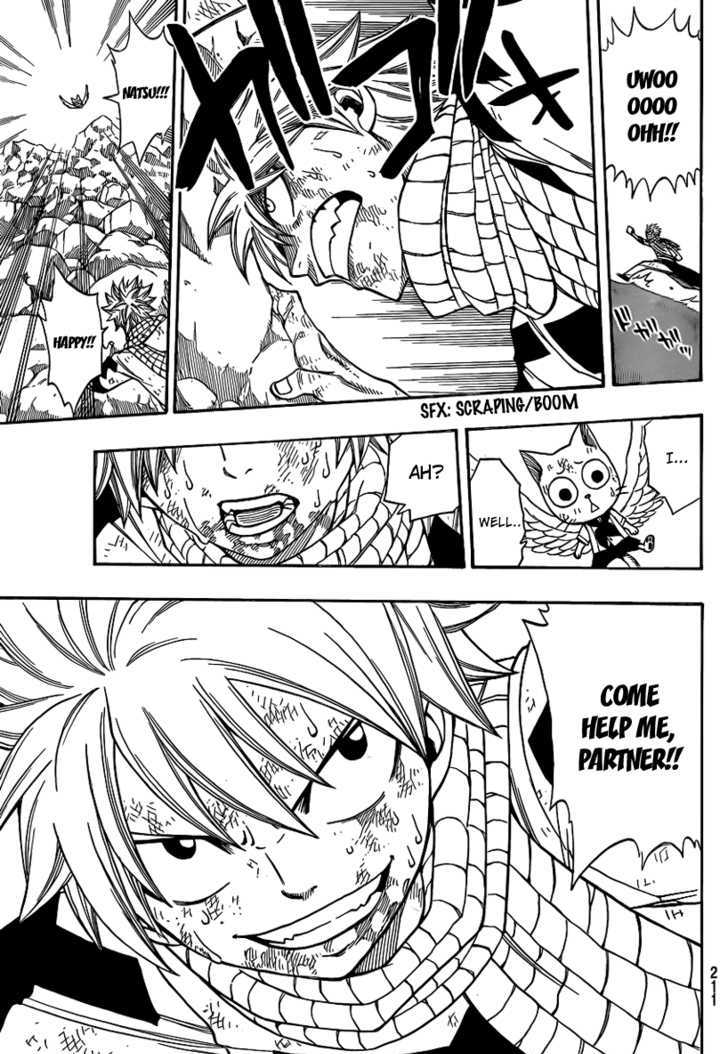 UWOO
OOOO
OHH!!
SFX: SCRAPING/BOOM
NATSU!!!
HAPPY!!
I...
WELL..
AH?
COME
HELP ME,
PARTNER!!
211